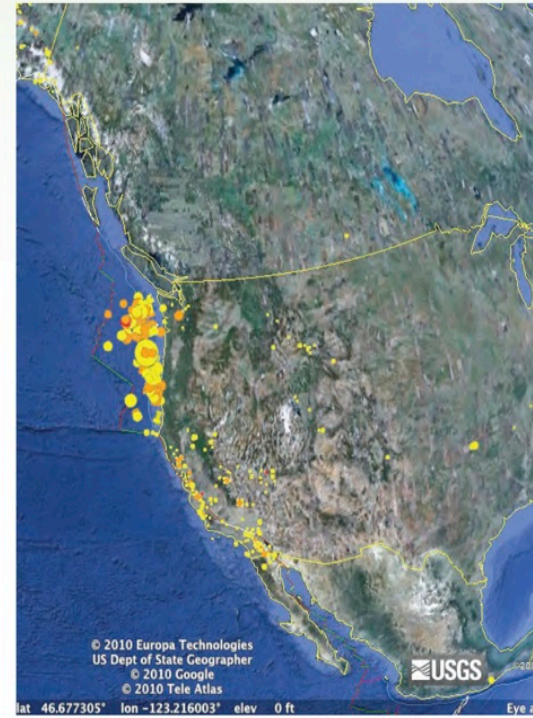 © 2010 Europa Technologies
US Dept of State Geographer
© 2010 Google
© 2010 Tele Atlas
USGS
lat 46.677305° lon -123.216003° elev 0 ft